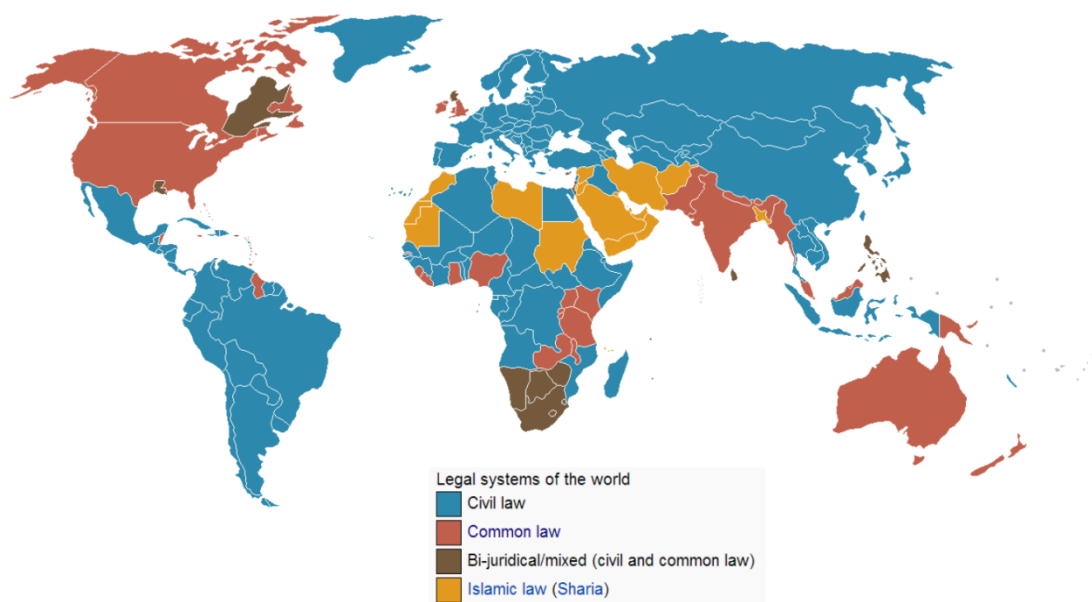 Legal systems of the world
Civil law
Common law
Bi-juridical/mixed (civil and common law)
Islamic law (Sharia)